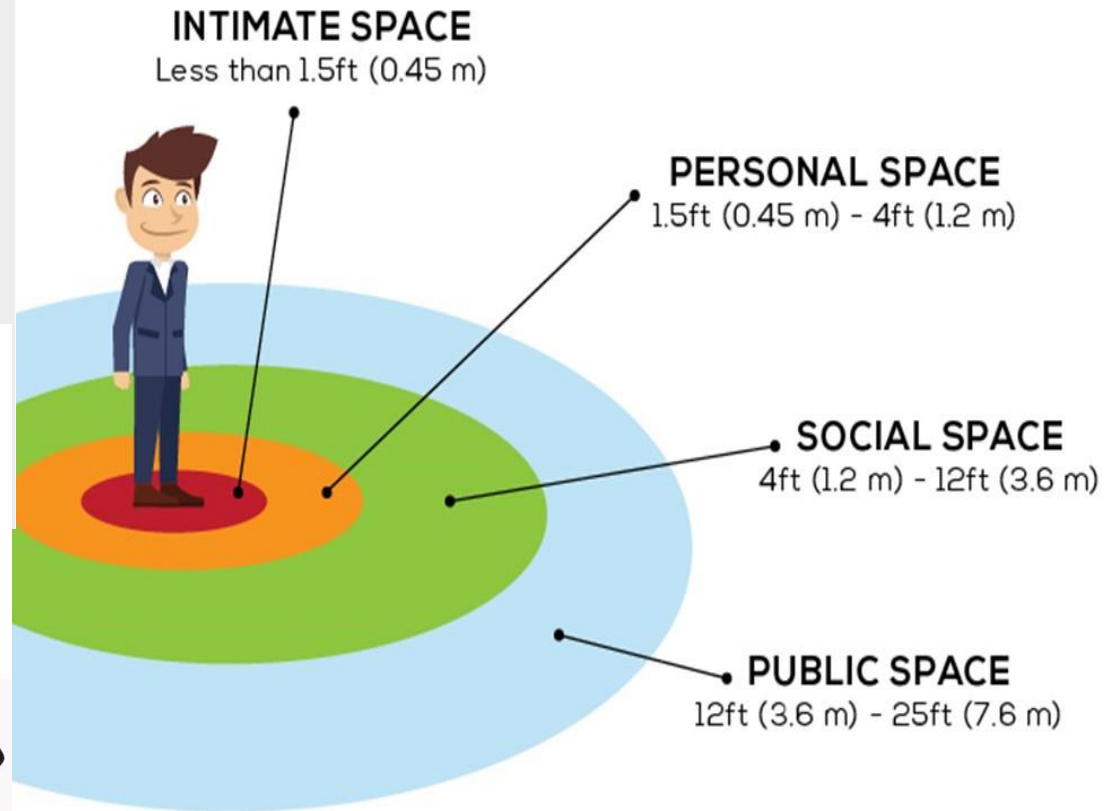 INTIMATE SPACE
Less than 1.5ft (0.45 m)
PERSONAL SPACE
1.5ft (0.45 m) - 4ft (1.2 m)
SOCIAL SPACE
4ft (1.2 m) - 12ft (3.6 m)
PUBLIC SPACE
12ft (3.6 m) - 25ft (7.6 m)